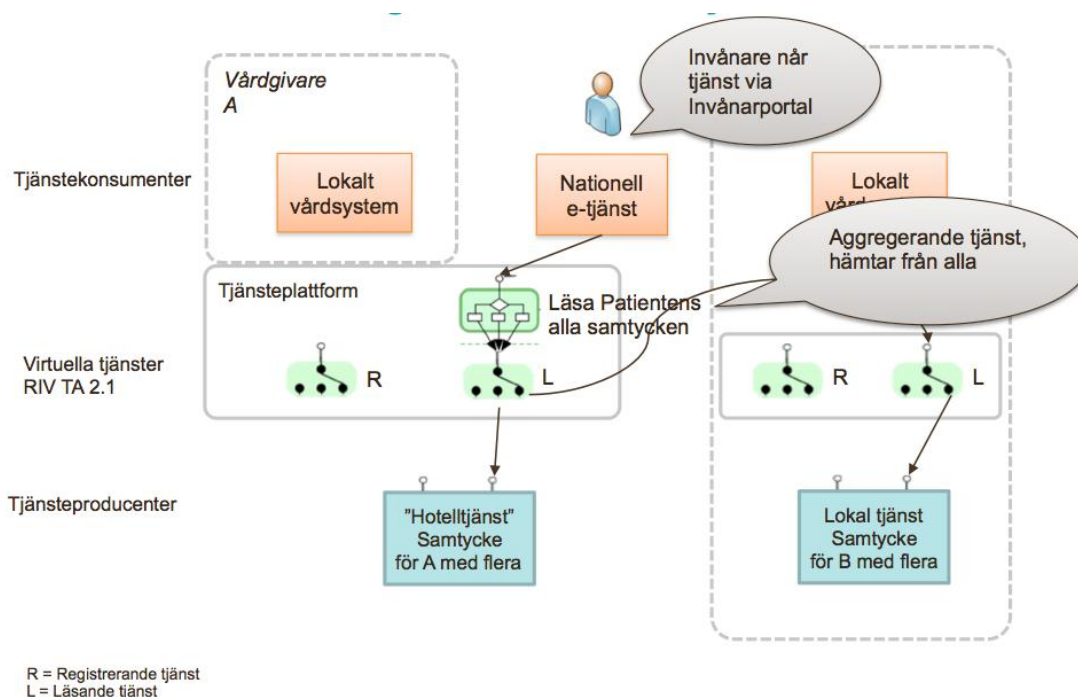 Vårdgivare
A
Invånare når
tjänst via
Invånarportal
Tjänstekonsumenter
Lokalt
vårdsystem
Nationell
e-tjänst
Lokalt
Aggregerande tjänst,
hämtar från alla
Tjänsteplattform
Läsa Patientens
alla samtycken
Virtuella tjänster
RIV TA 2.1
R
L
R
L
Tjänsteproducenter
”Hotelltjänst"
Samtycke
för A med flera
Lokal tjänst
Samtycke
för B med flera
R = Registrerande tjänst
L = Läsande tjänst